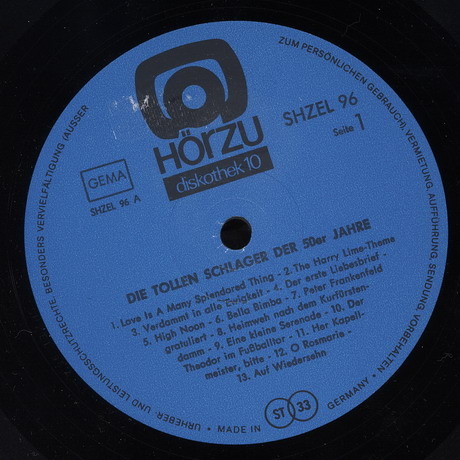 HÖRZU
diskothek 10
SHZEL 96
Seite 1
GEMA
SHZEL 96 A
DIE TOLLEN SCHLAGER DER 50er JAHRE
1. Love Is A Many Splendored Thing - 2. The Harry Lime-Theme
3. Verdammt in alle Ewigkeit - 4. Der erste Liebesbrief -
5. High Noon - 6. Bella Bimba - 7. Peter Frankenfeld
gratuliert - 8. Heimweh nach dem Kurfürsten-
damm - 9. Eine kleine Serenade - 10. Der
Theodor im Fußballtor - 11. Herr Kapell-
meister, bitte - 12. O Rosmarie -
13. Auf Wiedersehn
ST 33
URHEBER- UND LEISTUNGSSCHUTZRECHTE, BESONDERS VERVIELFÄLTIGUNG (AUSSER ZUM PERSÖNLICHEN GEBRAUCH), VERMIETUNG, AUFFÜHRUNG, SENDUNG, VORBEHALTEN • MADE IN GERMANY •